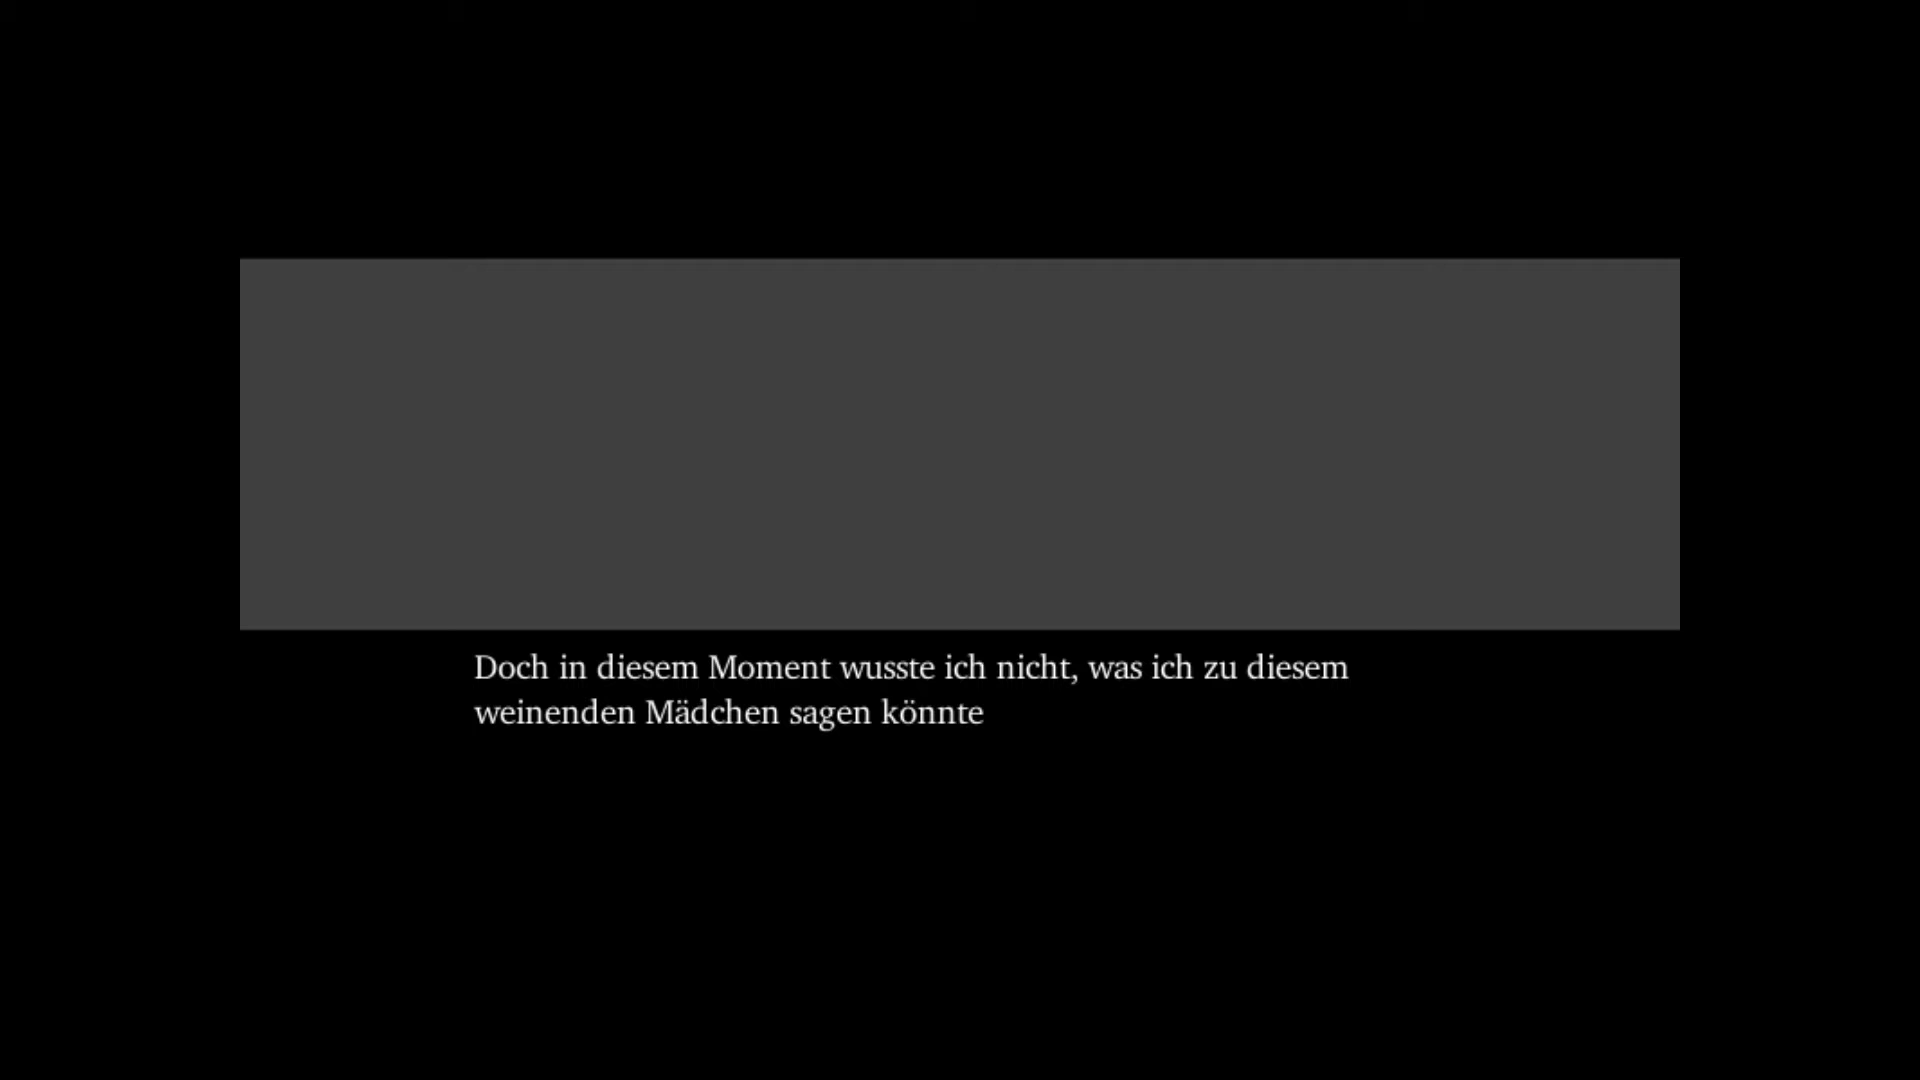 Doch in diesem Moment wusste ich nicht, was ich zu diesem
weinenden Mädchen sagen könnte